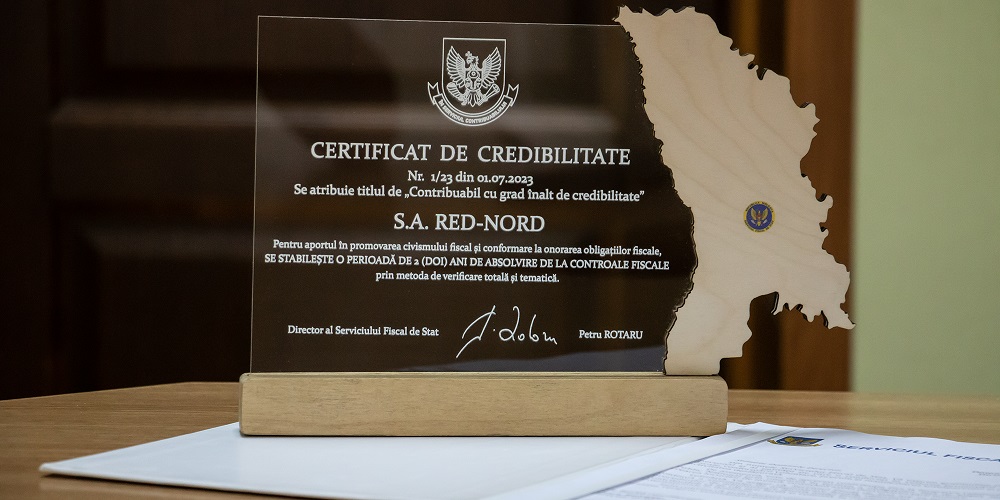 ÎN SERVICIUL CONTRIBUABILULUI
CERTIFICAT DE CREDIBILITATE
Nr. 1/23 din 01.07.2023
Se atribuie titlul de „Contribuabil cu grad înalt de credibilitate”
S.A. RED-NORD
Pentru aportul în promovarea civismului fiscal și conformare la onorarea obligațiilor fiscale,
SE STABILEȘTE O PERIOADĂ DE 2 (DOI) ANI DE ABSOLVIRE DE LA CONTROALE FISCALE
prin metoda de verificare totală și tematică.
Director al Serviciului Fiscal de Stat
Petru ROTARU
SERVICIUL FISCA